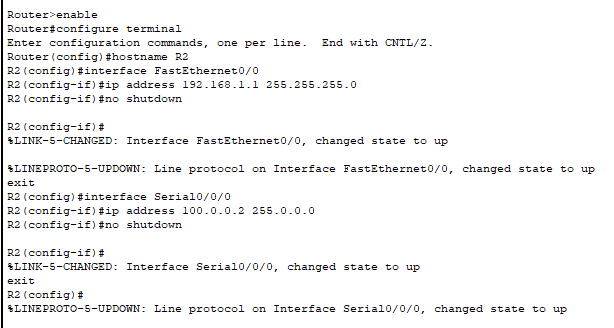 Router>enable
Router#configure terminal
Enter configuration commands, one per line.  End with CNTL/Z.
Router(config)#hostname R2
R2(config)#interface FastEthernet0/0
R2(config-if)#ip address 192.168.1.1 255.255.255.0
R2(config-if)#no shutdown

R2(config-if)#
%LINK-5-CHANGED: Interface FastEthernet0/0, changed state to up

%LINEPROTO-5-UPDOWN: Line protocol on Interface FastEthernet0/0, changed state to up
exit
R2(config)#interface Serial0/0/0
R2(config-if)#ip address 100.0.0.2 255.0.0.0
R2(config-if)#no shutdown

R2(config-if)#
%LINK-5-CHANGED: Interface Serial0/0/0, changed state to up
exit
R2(config)#
%LINEPROTO-5-UPDOWN: Line protocol on Interface Serial0/0/0, changed state to up